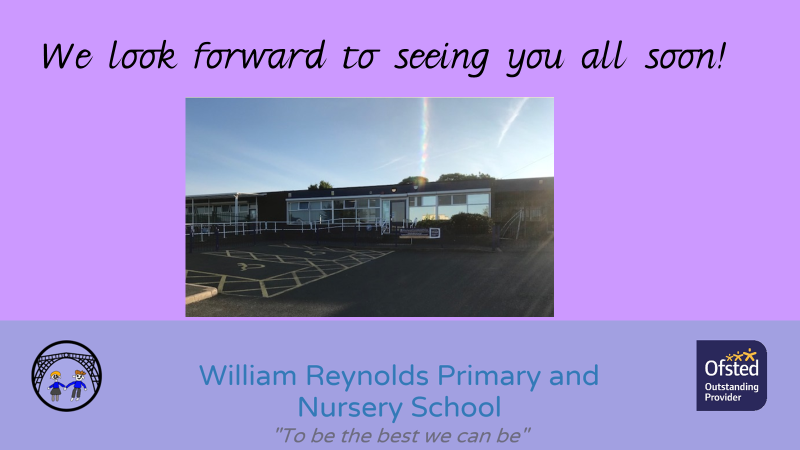 We look forward to seeing you all soon!
William Reynolds Primary and
Nursery School
"To be the best we can be"
Ofsted
Outstanding
Provider